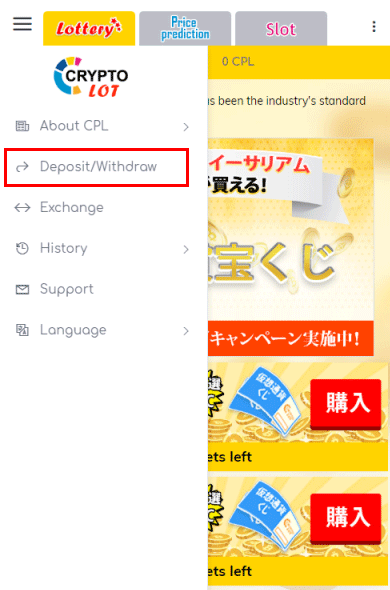 Lottery
Price
prediction
Slot
CRYPTO
LOT
0 CPL
s been the industry's standard
About CPL
Deposit/Withdraw
Exchange
History
Support
Language
イーサリアム
が買える!
宝くじ
キャンペーン実施中!
選
仮想通貨
くじ
購入
ets left
選
仮想通貨
くじ
購入
ets left